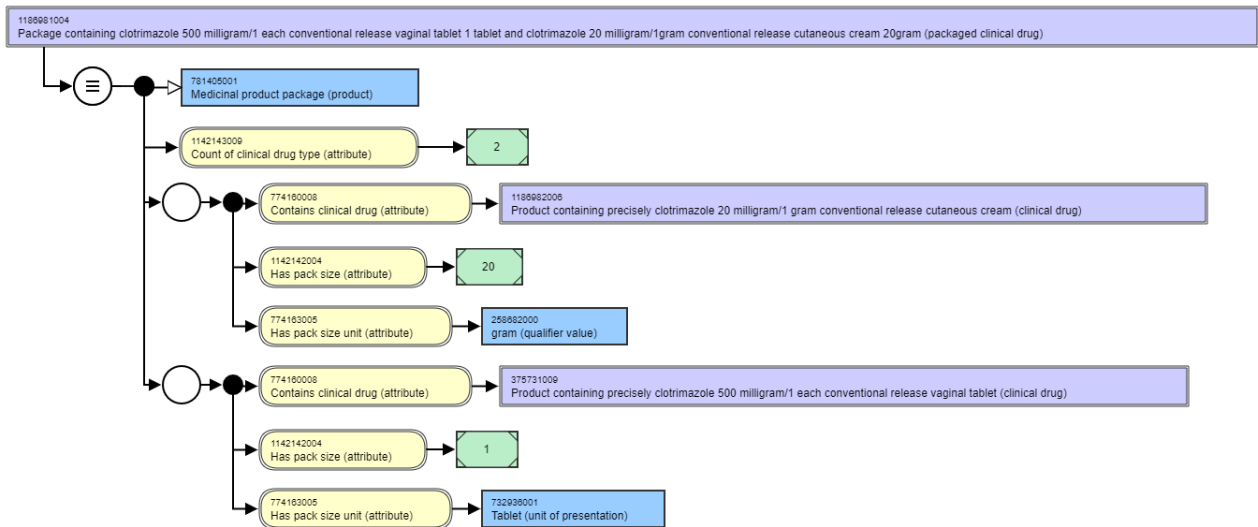 1186981004
Package containing clotrimazole 500 milligram/1 each conventional release vaginal tablet 1 tablet and clotrimazole 20 milligram/1gram conventional release cutaneous cream 20gram (packaged clinical drug)
781405001
Medicinal product package (product)
1142143009
Count of clinical drug type (attribute)
2
774160008
Contains clinical drug (attribute)
1186982006
Product containing precisely clotrimazole 20 milligram/1 gram conventional release cutaneous cream (clinical drug)
1142142004
Has pack size (attribute)
20
774163005
Has pack size unit (attribute)
258682000
gram (qualifier value)
774160008
Contains clinical drug (attribute)
375731009
Product containing precisely clotrimazole 500 milligram/1 each conventional release vaginal tablet (clinical drug)
1142142004
Has pack size (attribute)
1
774163005
Has pack size unit (attribute)
732936001
Tablet (unit of presentation)